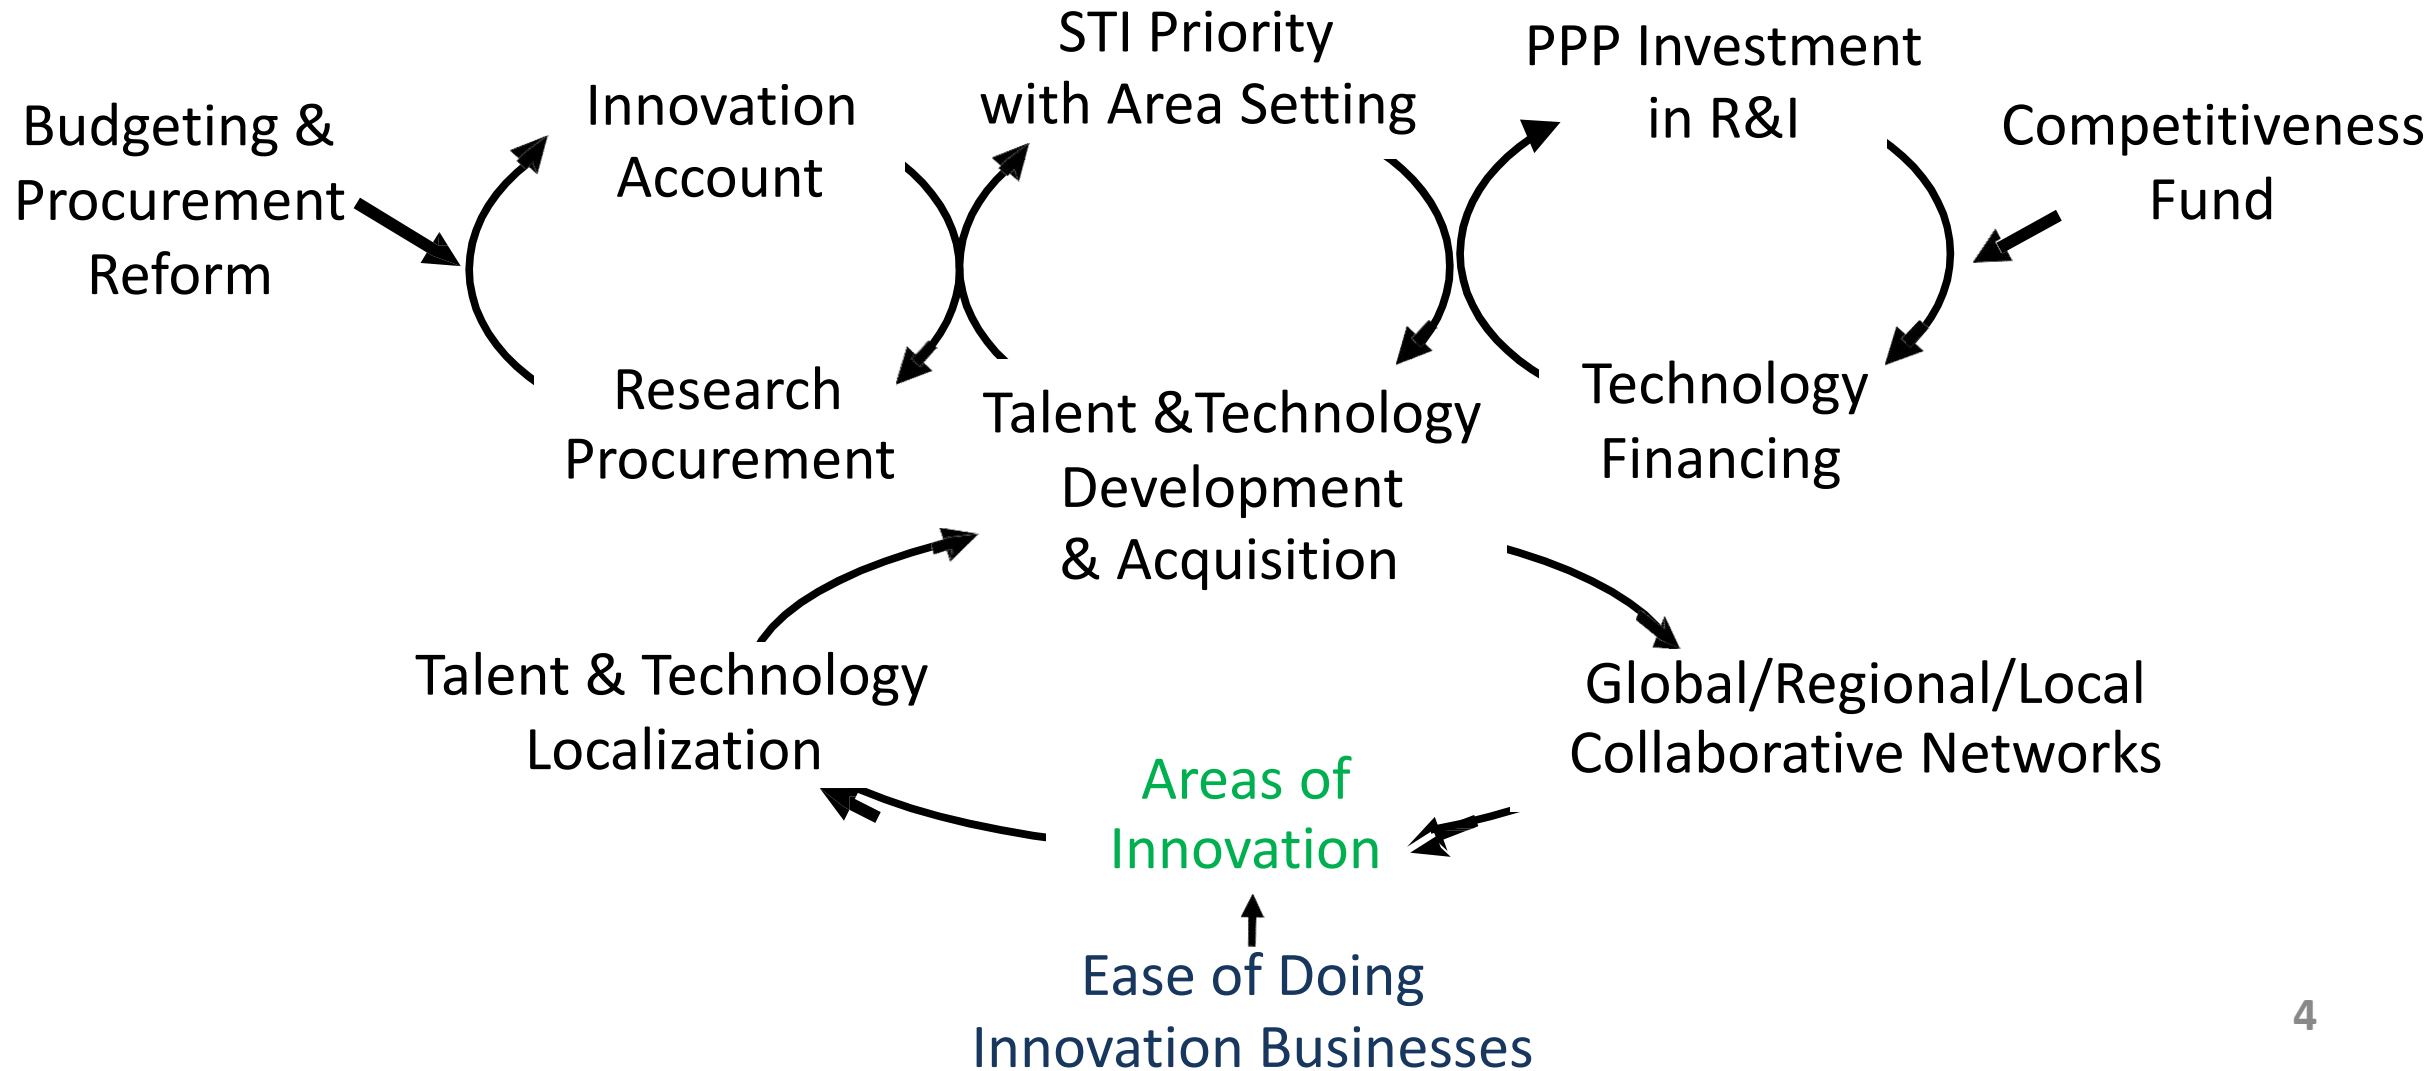 Budgeting &
Procurement
Reform
Innovation
Account
STI Priority
with Area Setting
PPP Investment
in R&I
Competitiveness
Fund
Research
Procurement
Talent &Technology
Development
& Acquisition
Technology
Financing
Talent & Technology
Localization
Global/Regional/Local
Collaborative Networks
Areas of
Innovation
Ease of Doing
Innovation Businesses
4